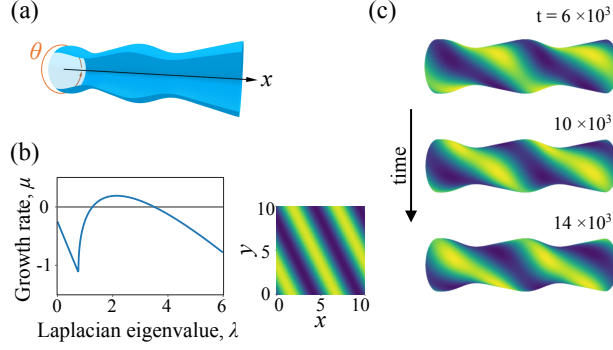 (a)
θ
x
(b)
Growth rate, μ
0
-1
0
2
4
6
Laplacian eigenvalue, λ
10
5
0
y
0
5
10
x
(c)
t = 6 ×10³
10 ×10³
14 ×10³
time